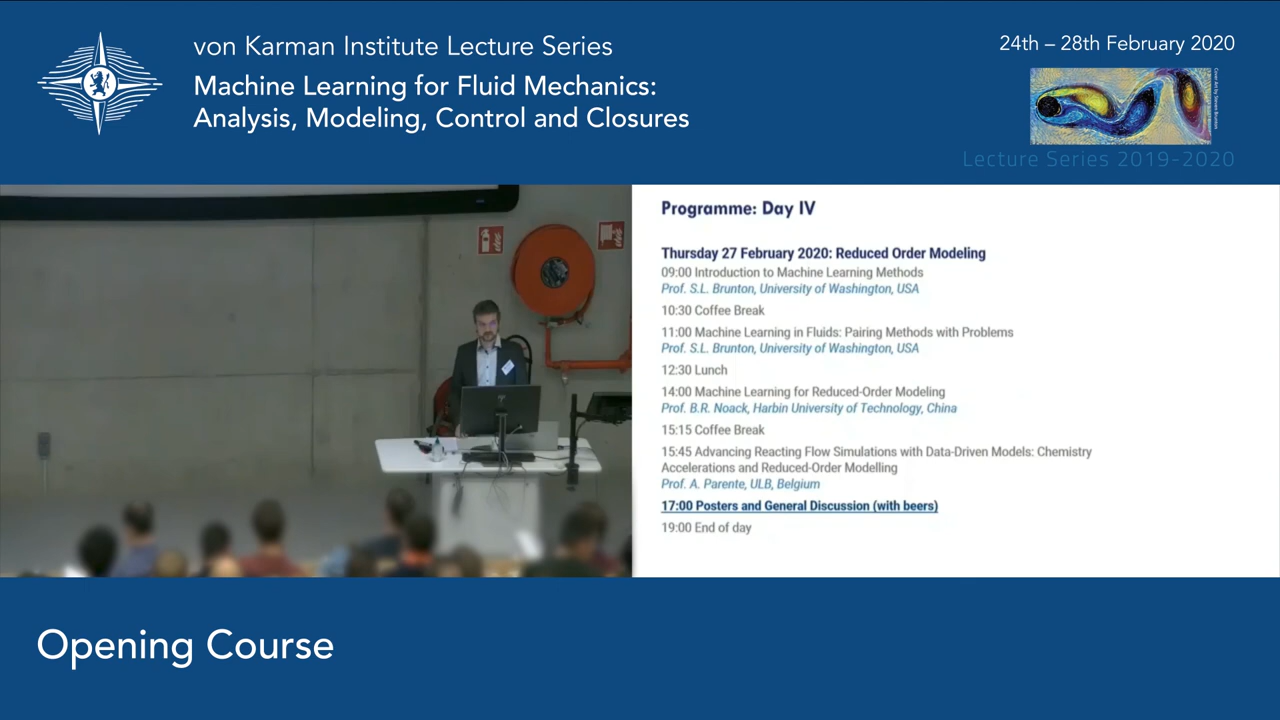 von Karman Institute Lecture Series
Machine Learning for Fluid Mechanics:
Analysis, Modeling, Control and Closures
24th – 28th February 2020
Cover Art by Steven Brunton
Lecture Series 2019-2020
Programme: Day IV
Thursday 27 February 2020: Reduced Order Modeling
09:00 Introduction to Machine Learning Methods
Prof. S.L. Brunton, University of Washington, USA
10:30 Coffee Break
11:00 Machine Learning in Fluids: Pairing Methods with Problems
Prof. S.L. Brunton, University of Washington, USA
12:30 Lunch
14:00 Machine Learning for Reduced-Order Modeling
Prof. B.R. Noack, Harbin University of Technology, China
15:15 Coffee Break
15:45 Advancing Reacting Flow Simulations with Data-Driven Models: Chemistry
Accelerations and Reduced-Order Modelling
Prof. A. Parente, ULB, Belgium
17:00 Posters and General Discussion (with beers)
19:00 End of day
Opening Course